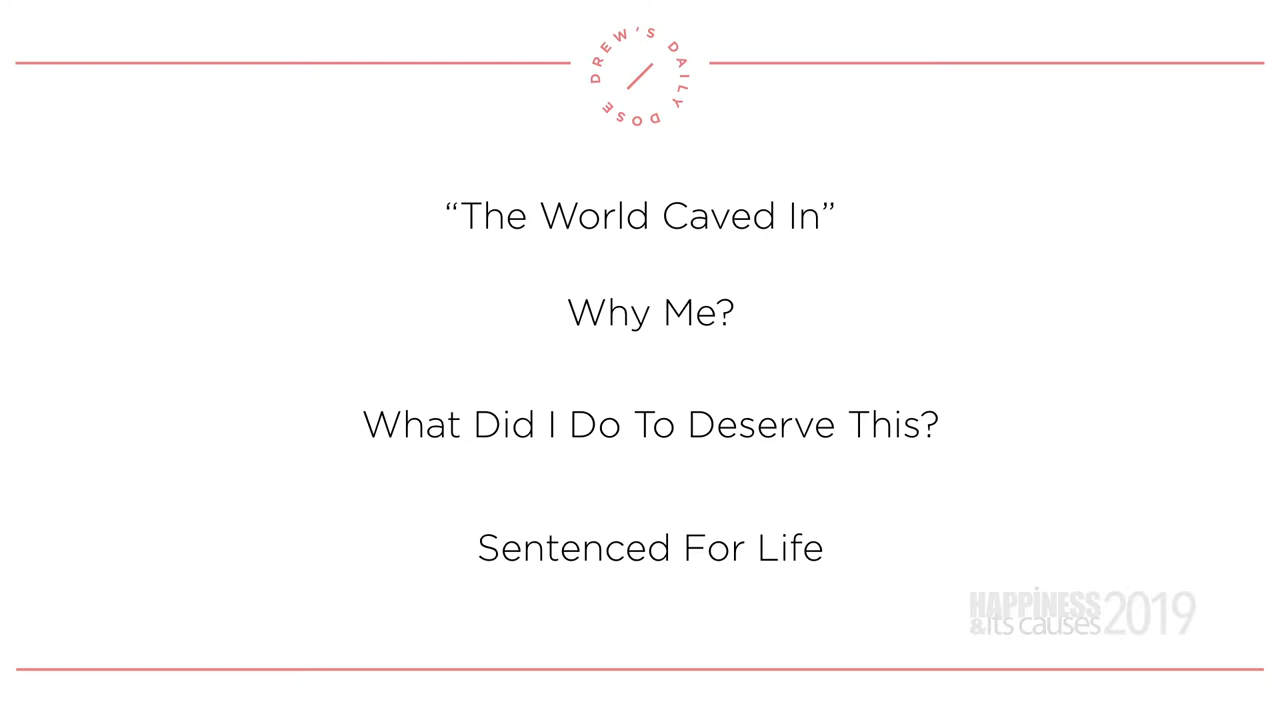 DREW'S DAILY DOSE
“The World Caved In”
Why Me?
What Did I Do To Deserve This?
Sentenced For Life
HAPPINESS 2019
&its causes